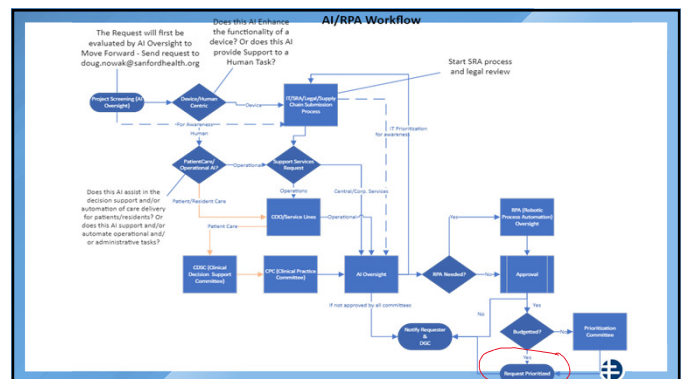 AI/RPA Workflow
The Request will first be
evaluated by AI Oversight to
Move Forward - Send request to
doug.nowak@sanfordhealth.org
Does this AI Enhance
the functionality of a
device? Or does this AI
provide Support to a
Human Task?
Start SRA process
and legal review
Project Screening (AI
Oversight)
Device/Human
Centric
Device
IT/SRA/Legal/Supply
Chain Submission
Process
For Awareness
Human
IT Prioritization
for awareness
PatientCare/
Operational AI?
Operational
Support Services
Request
Does this AI assist in the
decision support and/or
automation of care delivery
for patients/residents? Or
does this AI support and/or
automate operational and/
or administrative tasks?
Patient/Resident Care
Operations
Central/Corp. Services
COO/Service Lines
Operational
Patient Care
RPA (Robotic
Process Automation)
Oversight
Yes
CDSC (Clinical
Decision Support
Committee)
CPC (Clinical Practice
Committee)
AI Oversight
RPA Needed?
No
Approval
If not approved by all committees
No
Yes
Notify Requester
&
DGC
Budgetted?
No
Prioritization
Committee
Yes
Request Prioritized